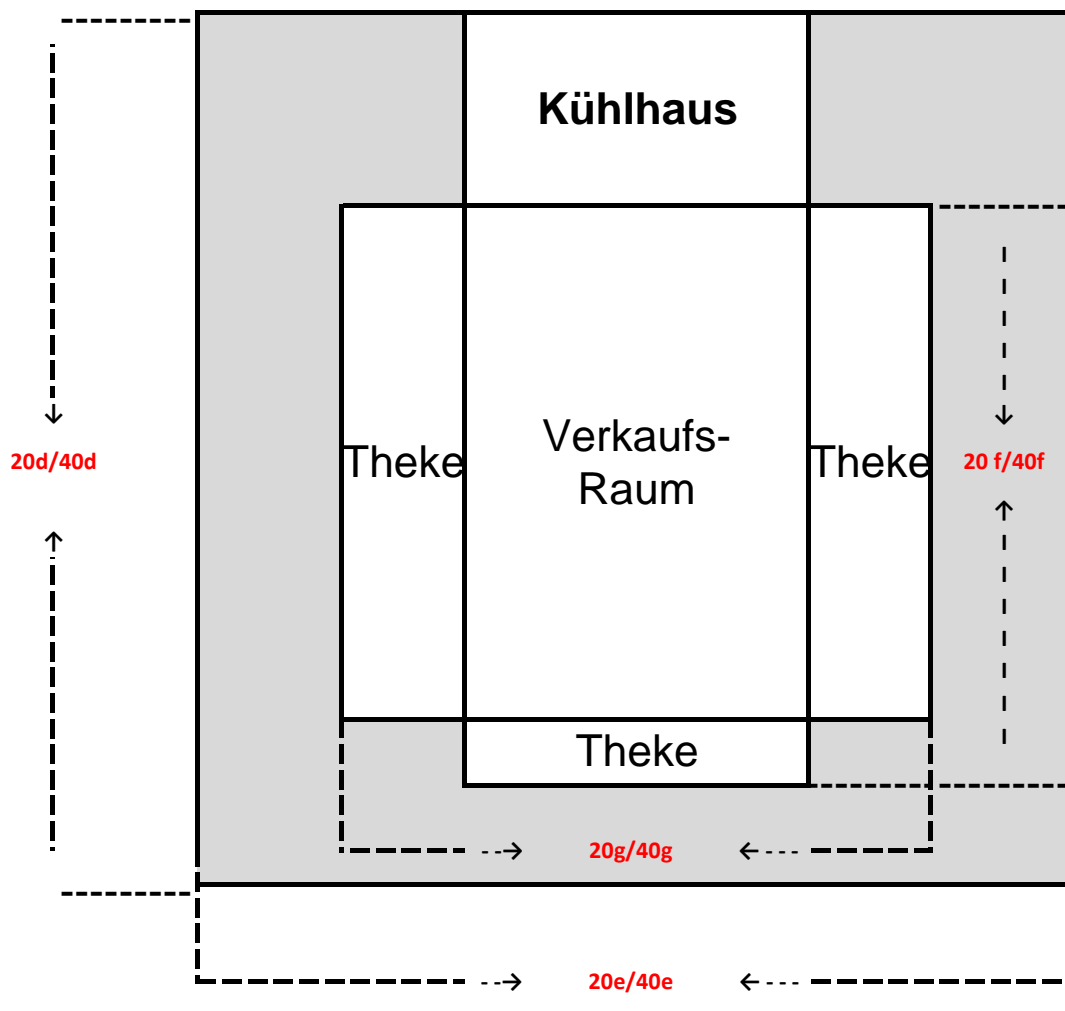 Kühlhaus
Verkaufs-
Raum
Theke
Theke
20d/40d
20 f/40f
Theke
20g/40g
20e/40e